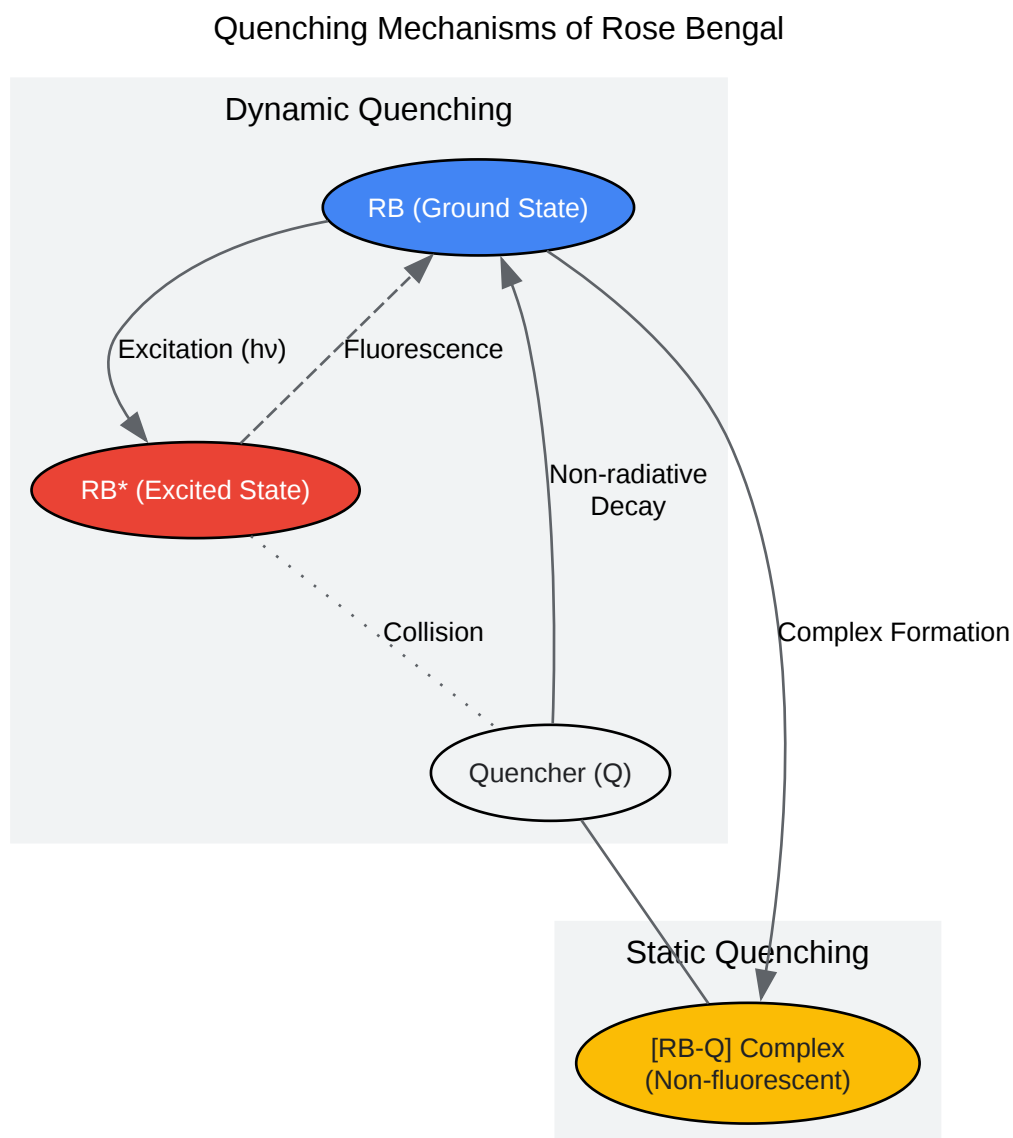 Quenching Mechanisms of Rose Bengal
Dynamic Quenching
RB (Ground State)
Excitation (hν)
Fluorescence
RB* (Excited State)
Non-radiative
Decay
Collision
Complex Formation
Quencher (Q)
Static Quenching
[RB-Q] Complex
(Non-fluorescent)